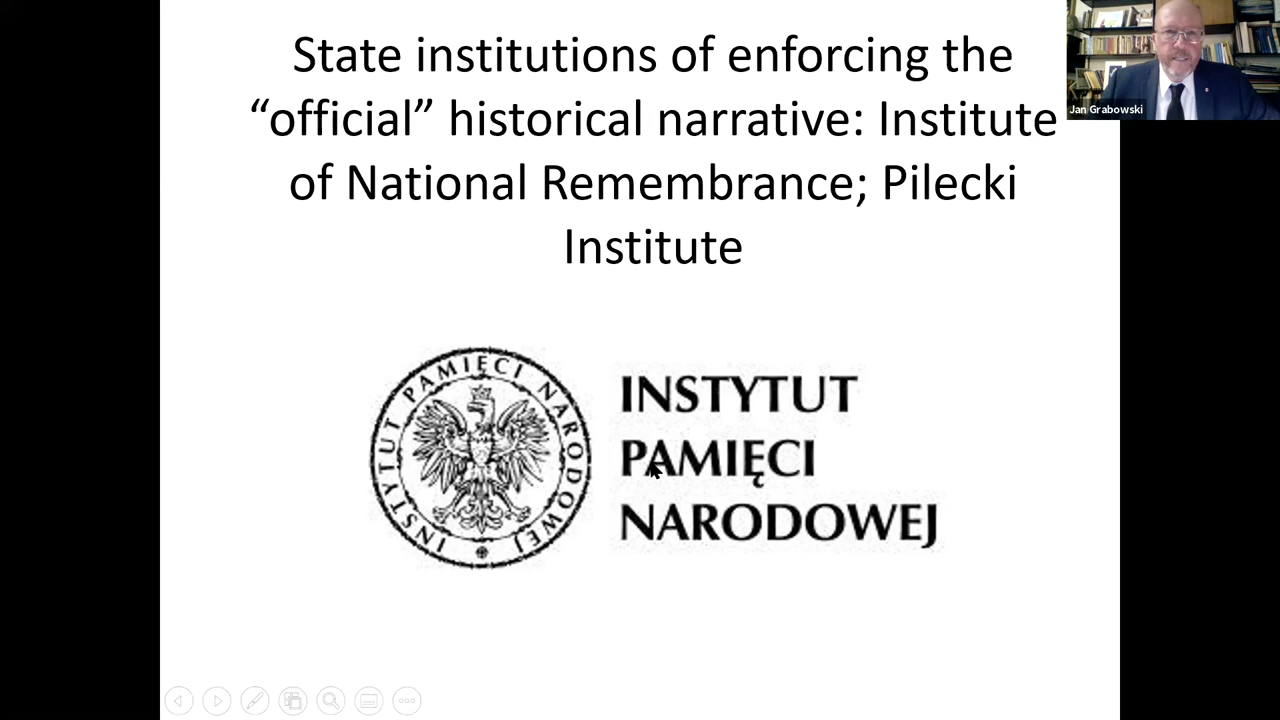 State institutions of enforcing the
“official” historical narrative: Institute
of National Remembrance; Pilecki
Institute
Jan Grabowski
INSTYTUT PAMIĘCI NARODOWEJ
INSTYTUT
PAMIĘCI
NARODOWEJ